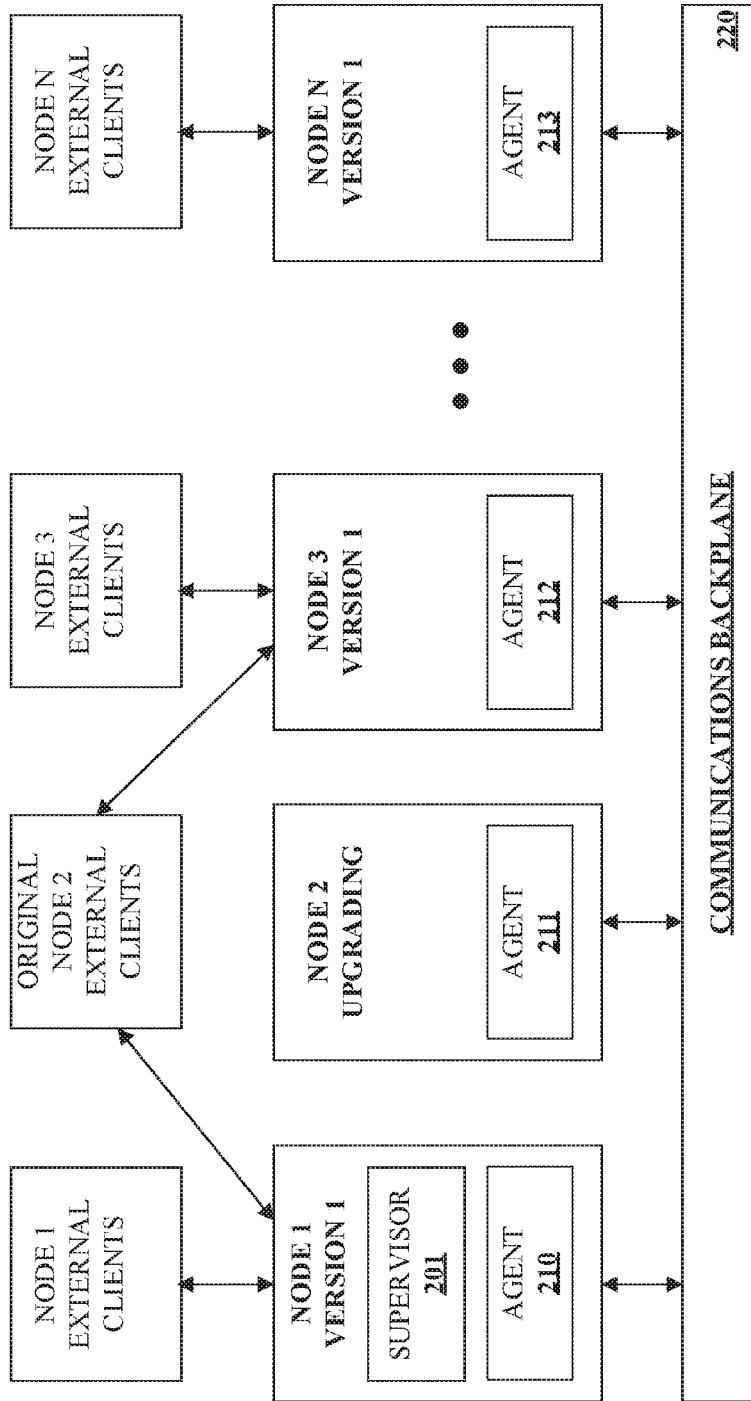 NODE 1
EXTERNAL
CLIENTS
ORIGINAL
NODE 2
EXTERNAL
CLIENTS
NODE 3
EXTERNAL
CLIENTS
NODE N
EXTERNAL
CLIENTS
NODE 1
VERSION 1
SUPERVISOR
201
AGENT
210
NODE 2
UPGRADING
AGENT
211
NODE 3
VERSION 1
AGENT
212
NODE N
VERSION 1
AGENT
213
COMMUNICATIONS BACKPLANE
220